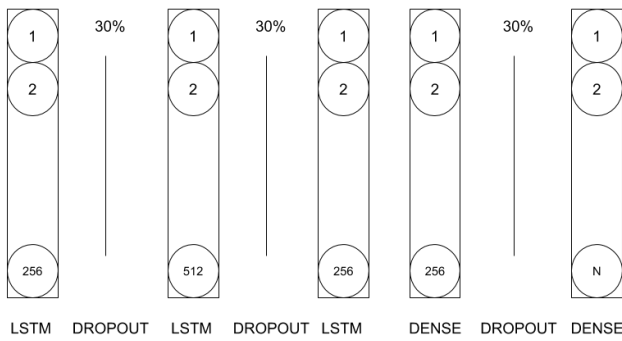 30% 30% 30%
1 1 1 1 1
2 2 2 2 2
256 512 256 256 N
LSTM DROPOUT LSTM DROPOUT LSTM DENSE DROPOUT DENSE